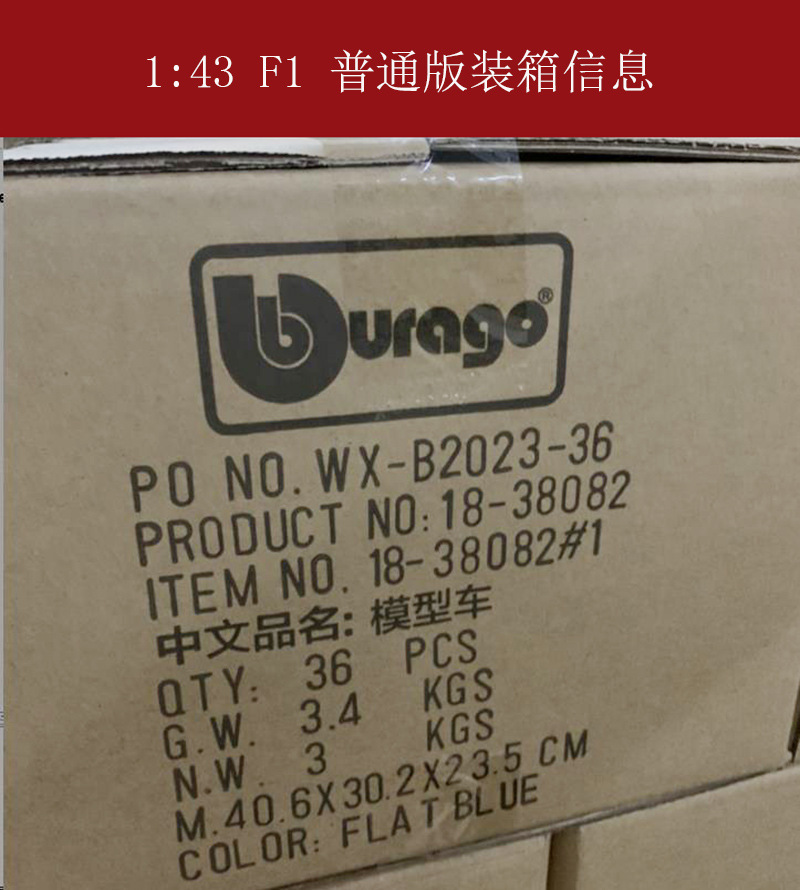 1:43 F1 普通版装箱信息
burago®
PO NO. WX-B2023-36
PRODUCT NO: 18-38082
ITEM NO. 18-38082#1
中文品名: 模型车
QTY: 36 PCS
G.W. 3.4 KGS
N.W. 3 KGS
M.40.6X30.2X23.5 CM
COLOR: FLAT BLUE